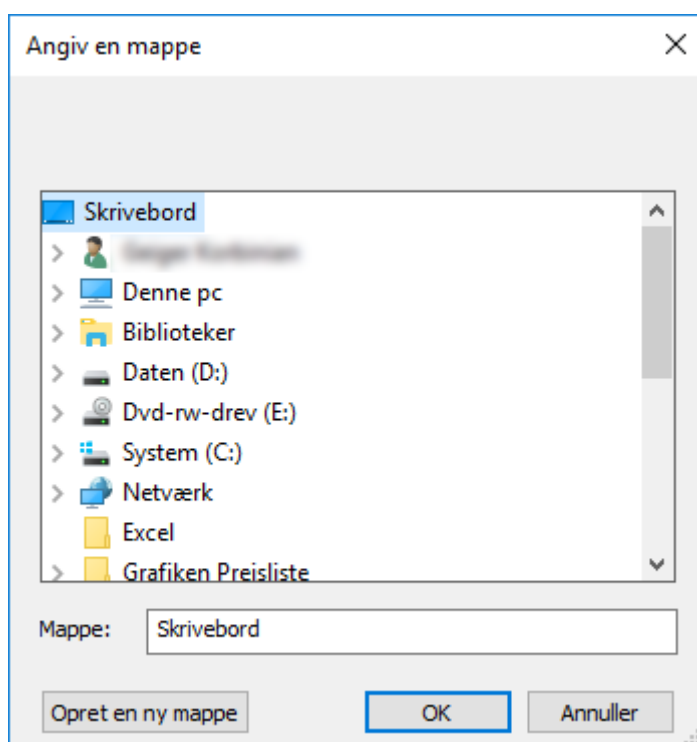 Angiv en mappe
Skrivebord
Denne pc
Biblioteker
Daten (D:)
Dvd-rw-drev (E:)
System (C:)
Netværk
Excel
Grafiken Preisliste
Mappe: Skrivebord
Opret en ny mappe OK Annuller